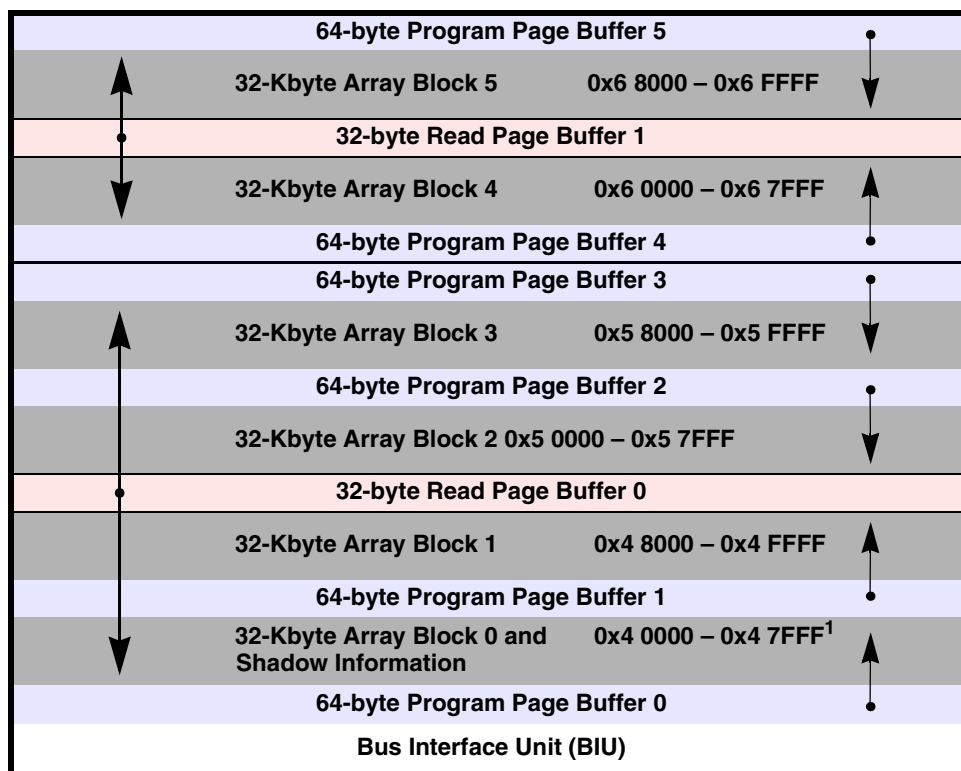 64-byte Program Page Buffer 5
32-Kbyte Array Block 5 0x6 8000 – 0x6 FFFF
32-byte Read Page Buffer 1
32-Kbyte Array Block 4 0x6 0000 – 0x6 7FFF
64-byte Program Page Buffer 4
64-byte Program Page Buffer 3
32-Kbyte Array Block 3 0x5 8000 – 0x5 FFFF
64-byte Program Page Buffer 2
32-Kbyte Array Block 2 0x5 0000 – 0x5 7FFF
32-byte Read Page Buffer 0
32-Kbyte Array Block 1 0x4 8000 – 0x4 FFFF
64-byte Program Page Buffer 1
32-Kbyte Array Block 0 and 0x4 0000 – 0x4 7FFF1
Shadow Information
64-byte Program Page Buffer 0
Bus Interface Unit (BIU)